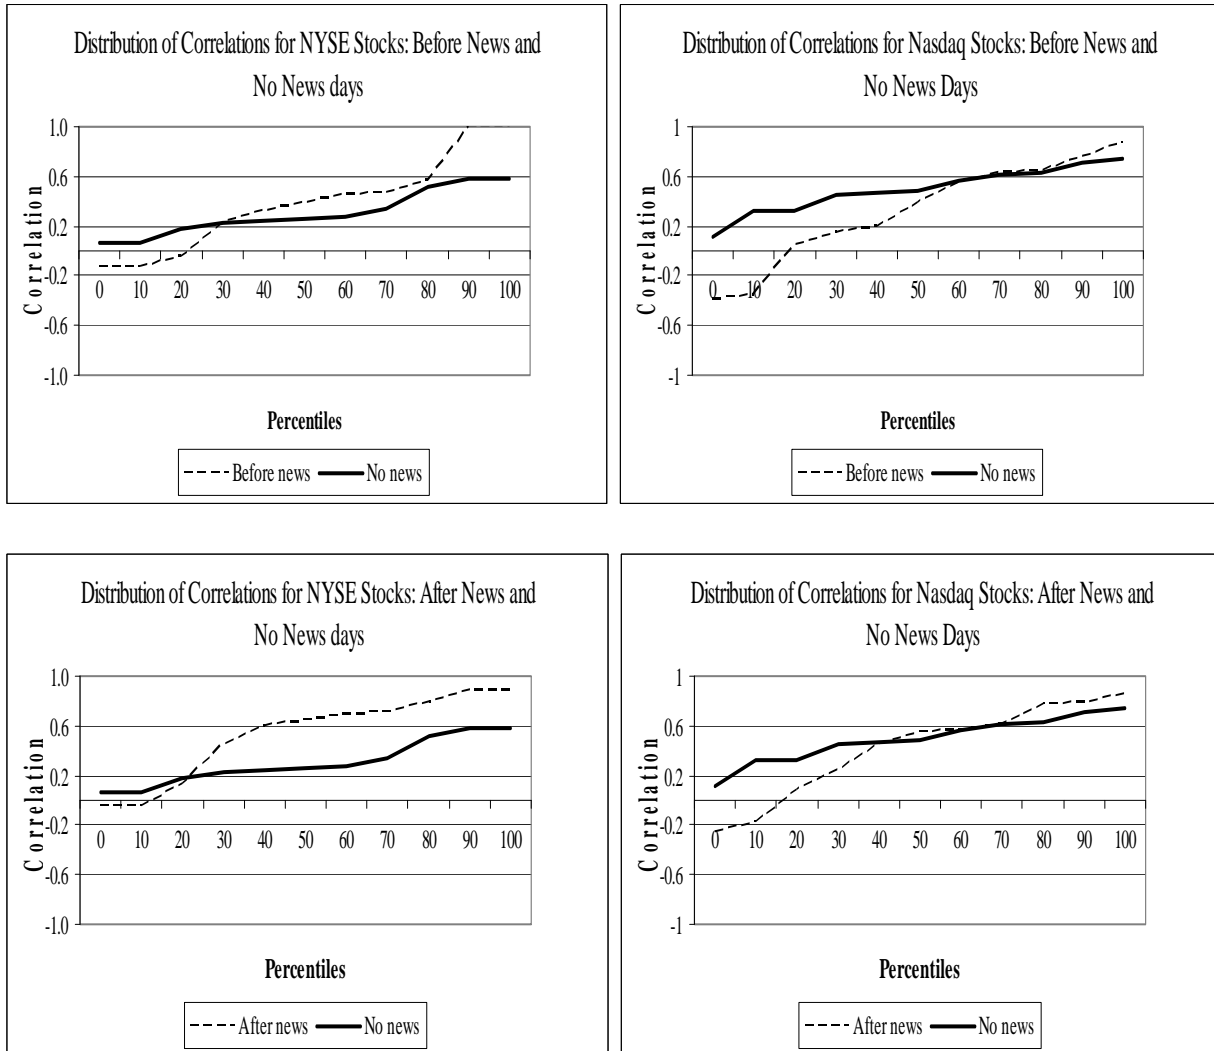 Distribution of Correlations for NYSE Stocks: Before News and
No News days
1.0
0.6
0.2
-0.2
-0.6
-1.0
Correlation
0 10 20 30 40 50 60 70 80 90 100
Percentiles
Before news No news
Distribution of Correlations for Nasdaq Stocks: Before News and
No News Days
1
0.6
0.2
-0.2
-0.6
-1
Correlation
0 10 20 30 40 50 60 70 80 90 100
Percentiles
Before news No news
Distribution of Correlations for NYSE Stocks: After News and
No News days
1.0
0.6
0.2
-0.2
-0.6
-1.0
Correlation
0 10 20 30 40 50 60 70 80 90 100
Percentiles
After news No news
Distribution of Correlations for Nasdaq Stocks: After News and
No News Days
1
0.6
0.2
-0.2
-0.6
-1
Correlation
0 10 20 30 40 50 60 70 80 90 100
Percentiles
After news No news